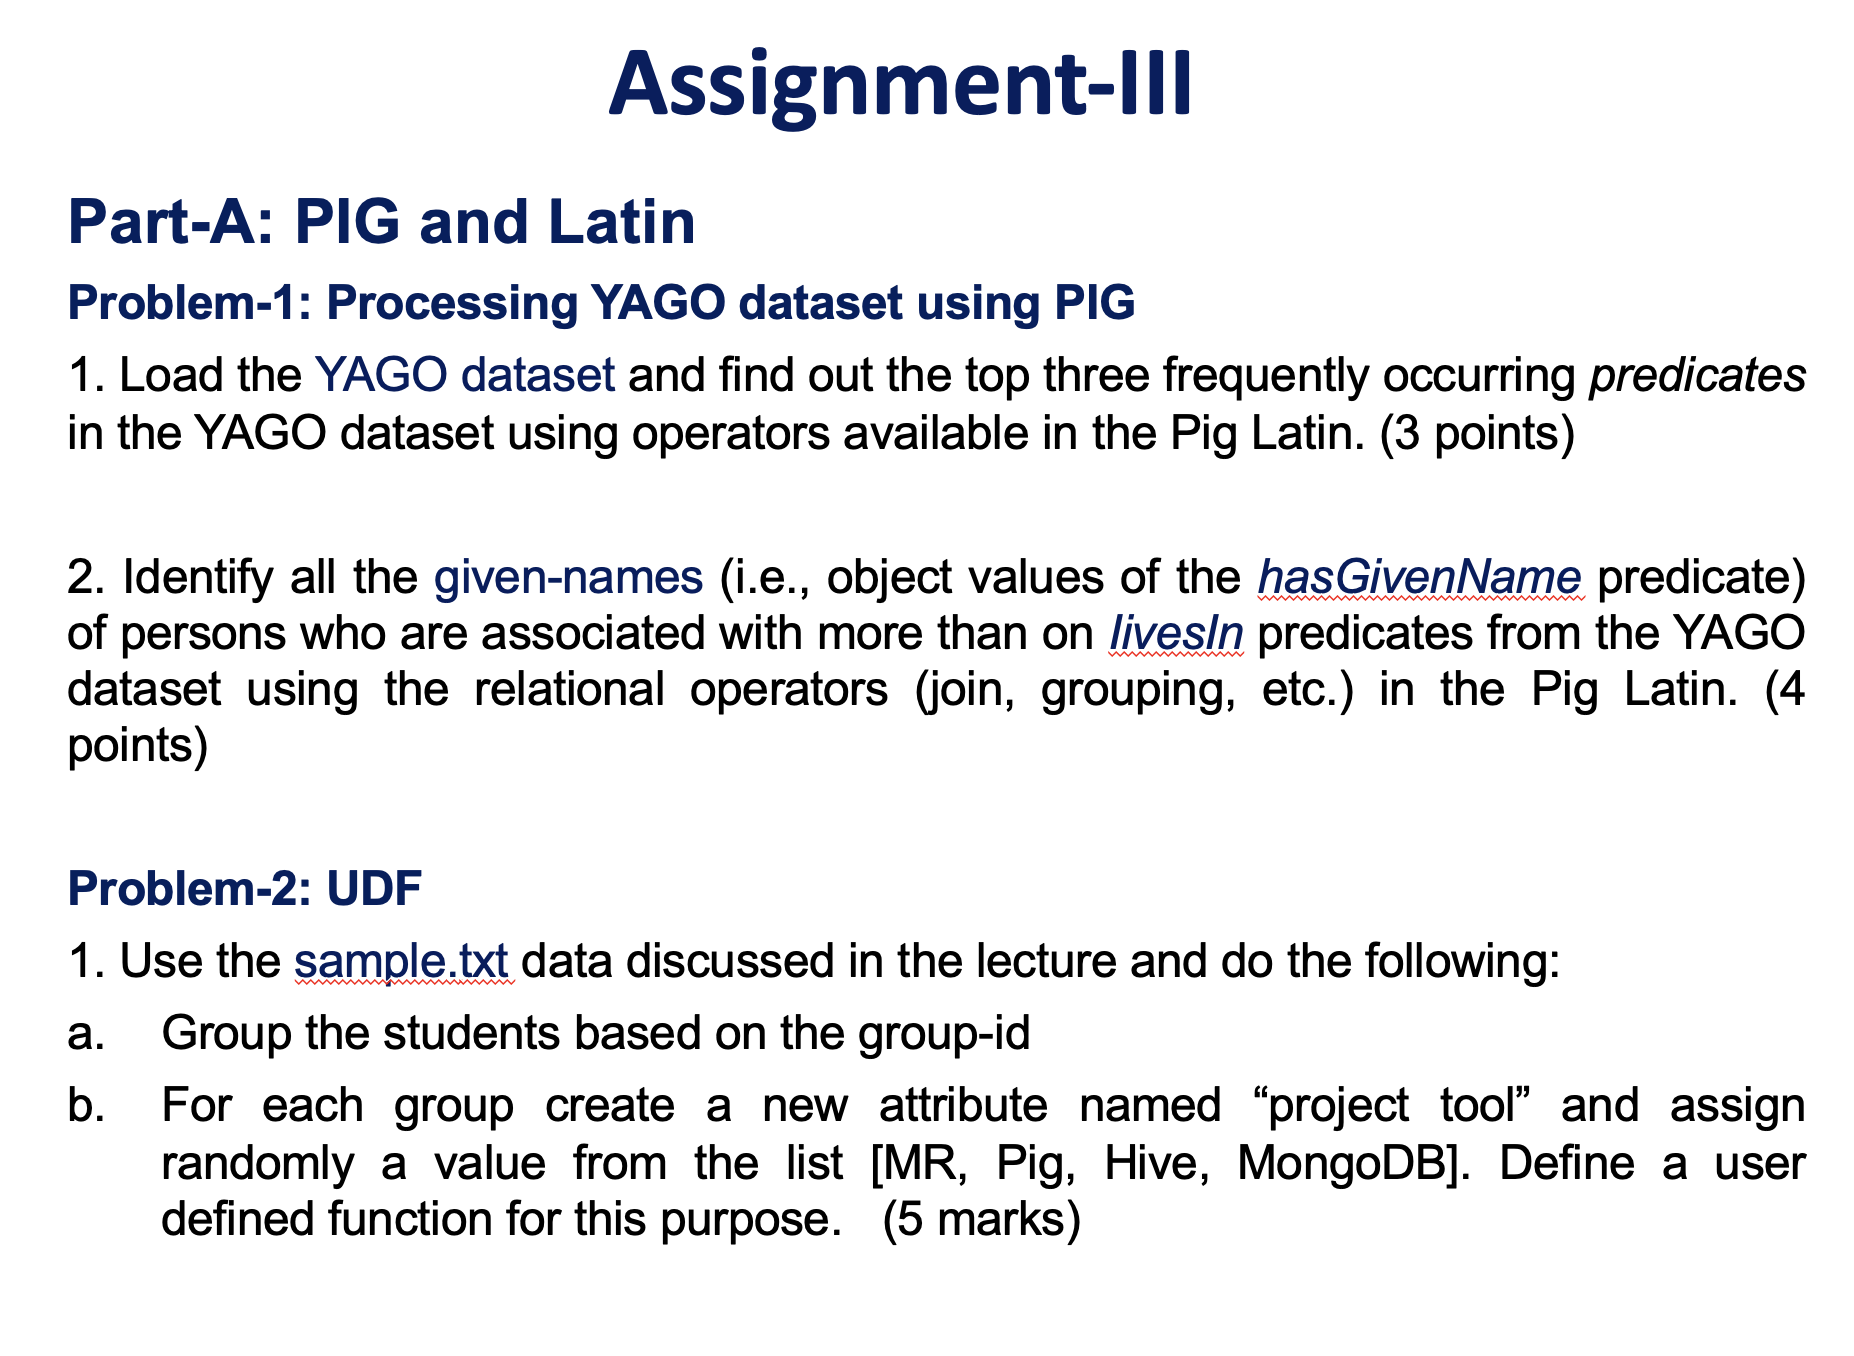 Assignment-III
Part-A: PIG and Latin
Problem-1: Processing YAGO dataset using PIG
1. Load the YAGO dataset and find out the top three frequently occurring predicates
in the YAGO dataset using operators available in the Pig Latin. (3 points)
2. Identify all the given-names (i.e., object values of the hasGivenName predicate)
of persons who are associated with more than on livesIn predicates from the YAGO
dataset using the relational operators (join, grouping, etc.) in the Pig Latin. (4
points)
Problem-2: UDF
1. Use the sample.txt data discussed in the lecture and do the following:
a. Group the students based on the group-id
b. For each group create a new attribute named “project tool” and assign
randomly a value from the list [MR, Pig, Hive, MongoDB]. Define a user
defined function for this purpose. (5 marks)